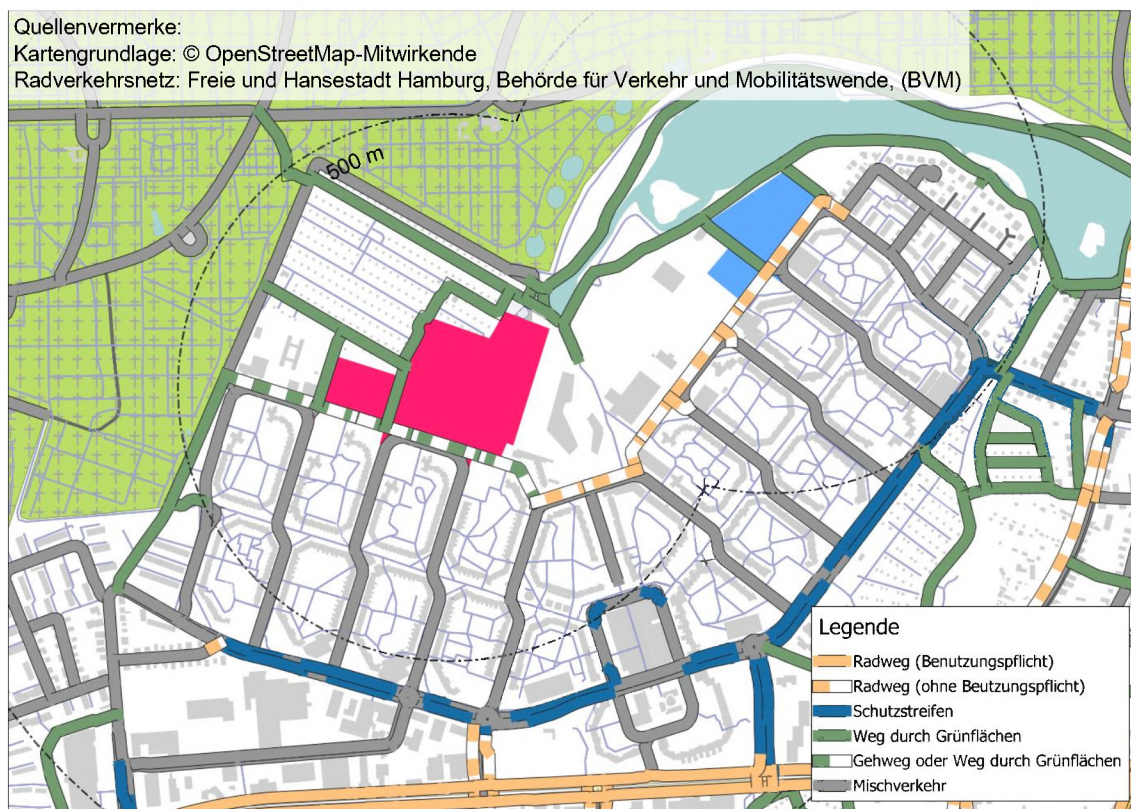 Quellenvermerke:
Kartengrundlage: © OpenStreetMap-Mitwirkende
Radverkehrsnetz: Freie und Hansestadt Hamburg, Behörde für Verkehr und Mobilitätswende, (BVM)
500 m
Legende
Radweg (Benutzungspflicht)
Radweg (ohne Beutzungspflicht)
Schutzstreifen
Weg durch Grünflächen
Gehweg oder Weg durch Grünflächen
Mischverkehr